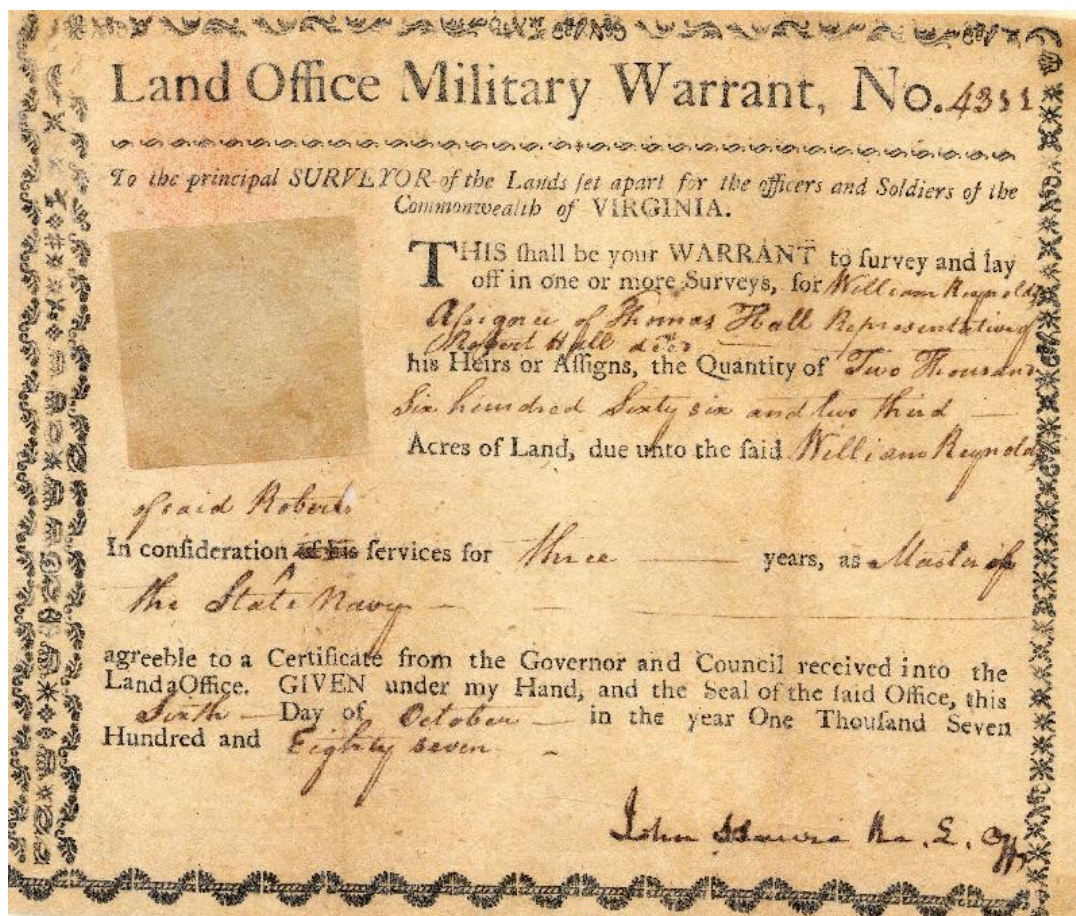 Land Office Military Warrant, No.
To the principal SURVEYOR of the Lands ſet apart for the officers and Soldiers of the
Commonwealth of VIRGINIA.
THIS ſhall be your WARRANT to ſurvey and lay
off in one or more Surveys, for William Reynolds
Aſsignee of Thomas Hall Representative of
Robert Hall decd
his Heirs or Aſſigns, the Quantity of Two Thousand
Six hundred Sixty six and two third
Acres of Land, due unto the ſaid William Reynolds
of said Roberts
In conſideration of his ſervices for three years, as Master of
the State Navy
agreeble to a Certificate from the Governor and Council received into the
Land Office. GIVEN under my Hand, and the Seal of the ſaid Office, this
Sixth Day of October in the year One Thouſand Seven
Hundred and Eighty seven
John Harvie L. Off